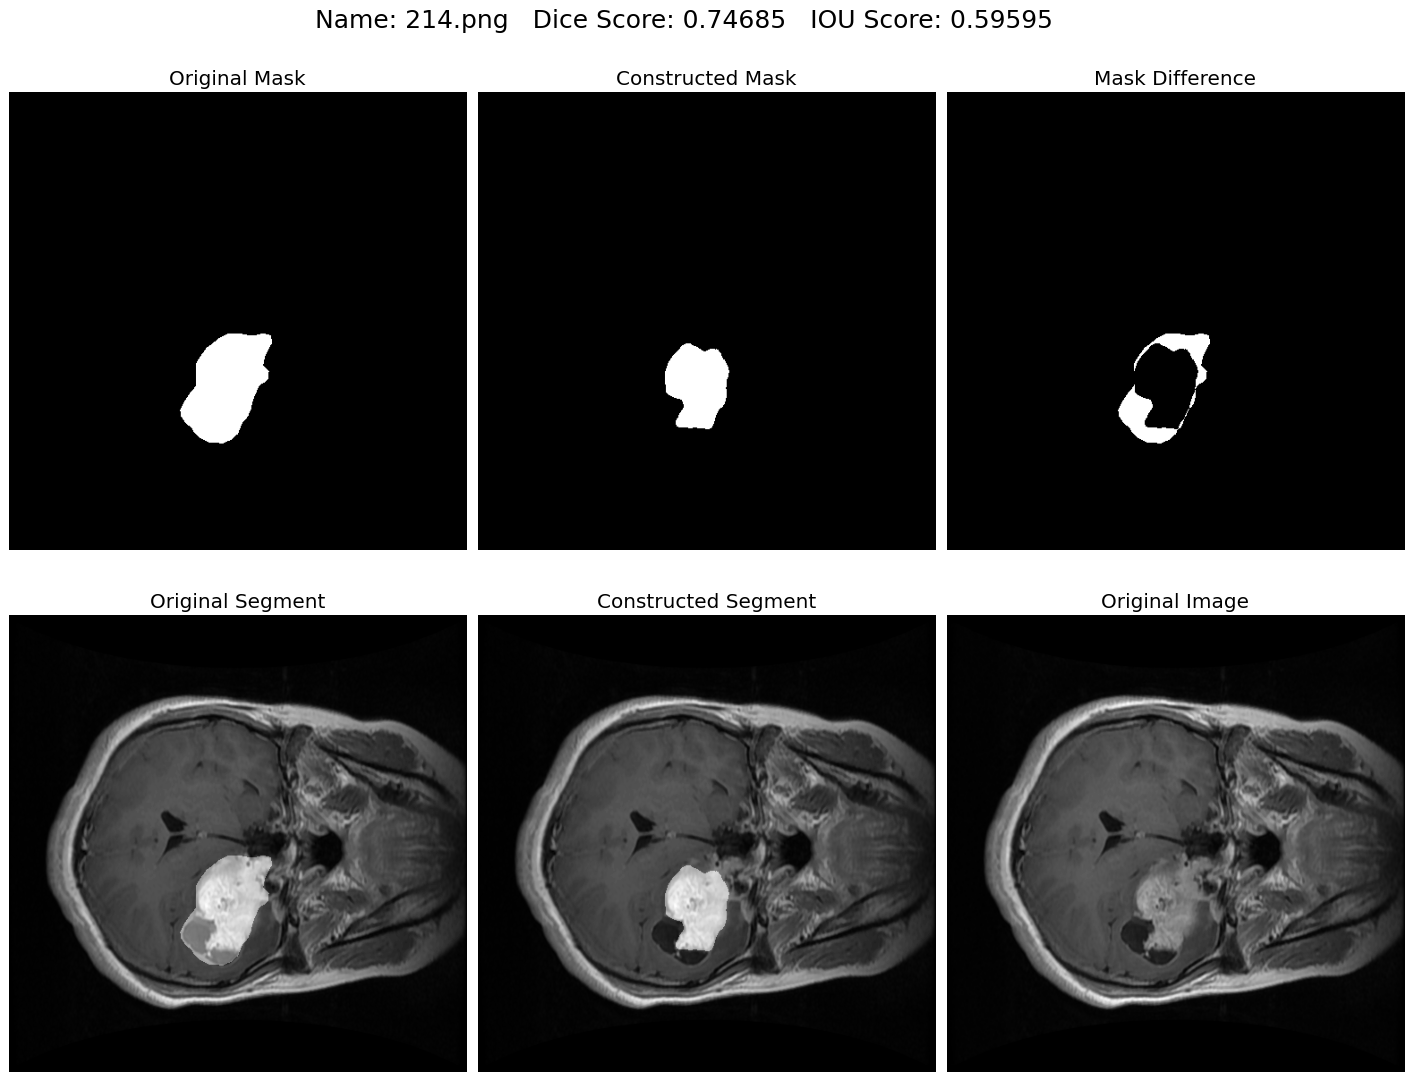 Name: 214.png   Dice Score: 0.74685   IOU Score: 0.59595
Original Mask
Constructed Mask
Mask Difference
Original Segment
Constructed Segment
Original Image